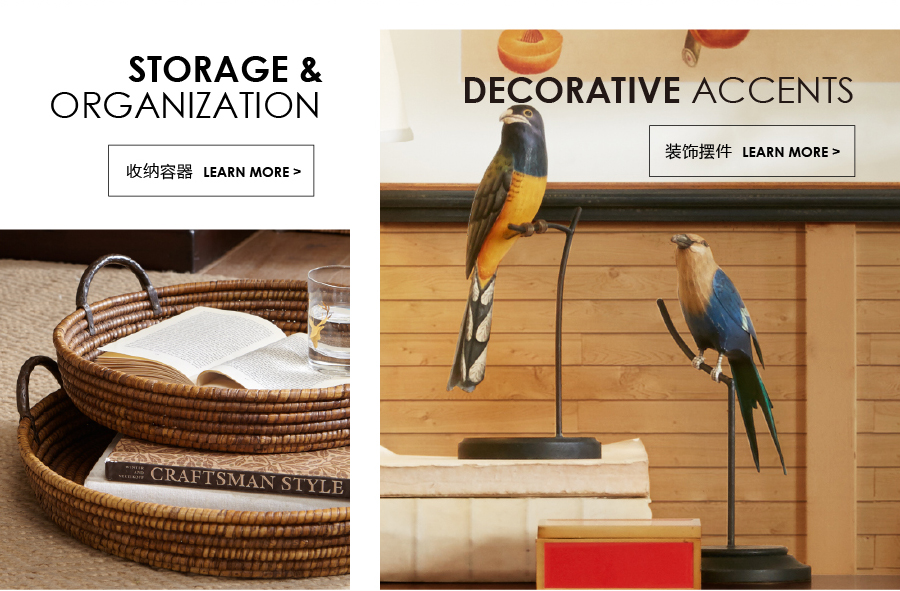 STORAGE &
ORGANIZATION
收纳容器 LEARN MORE >
DECORATIVE ACCENTS
装饰摆件 LEARN MORE >
CRAFTSMAN STYLE